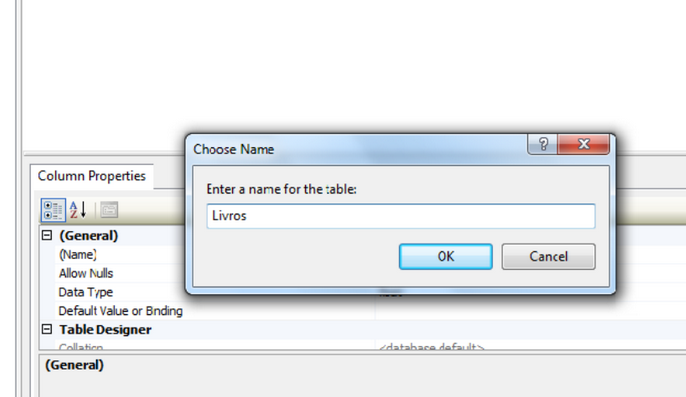 Choose Name
Enter a name for the table:
Livros
OK Cancel
Column Properties
(General)
(Name)
Allow Nulls
Data Type
Default Value or Binding
Table Designer
Collation <database default>
(General)